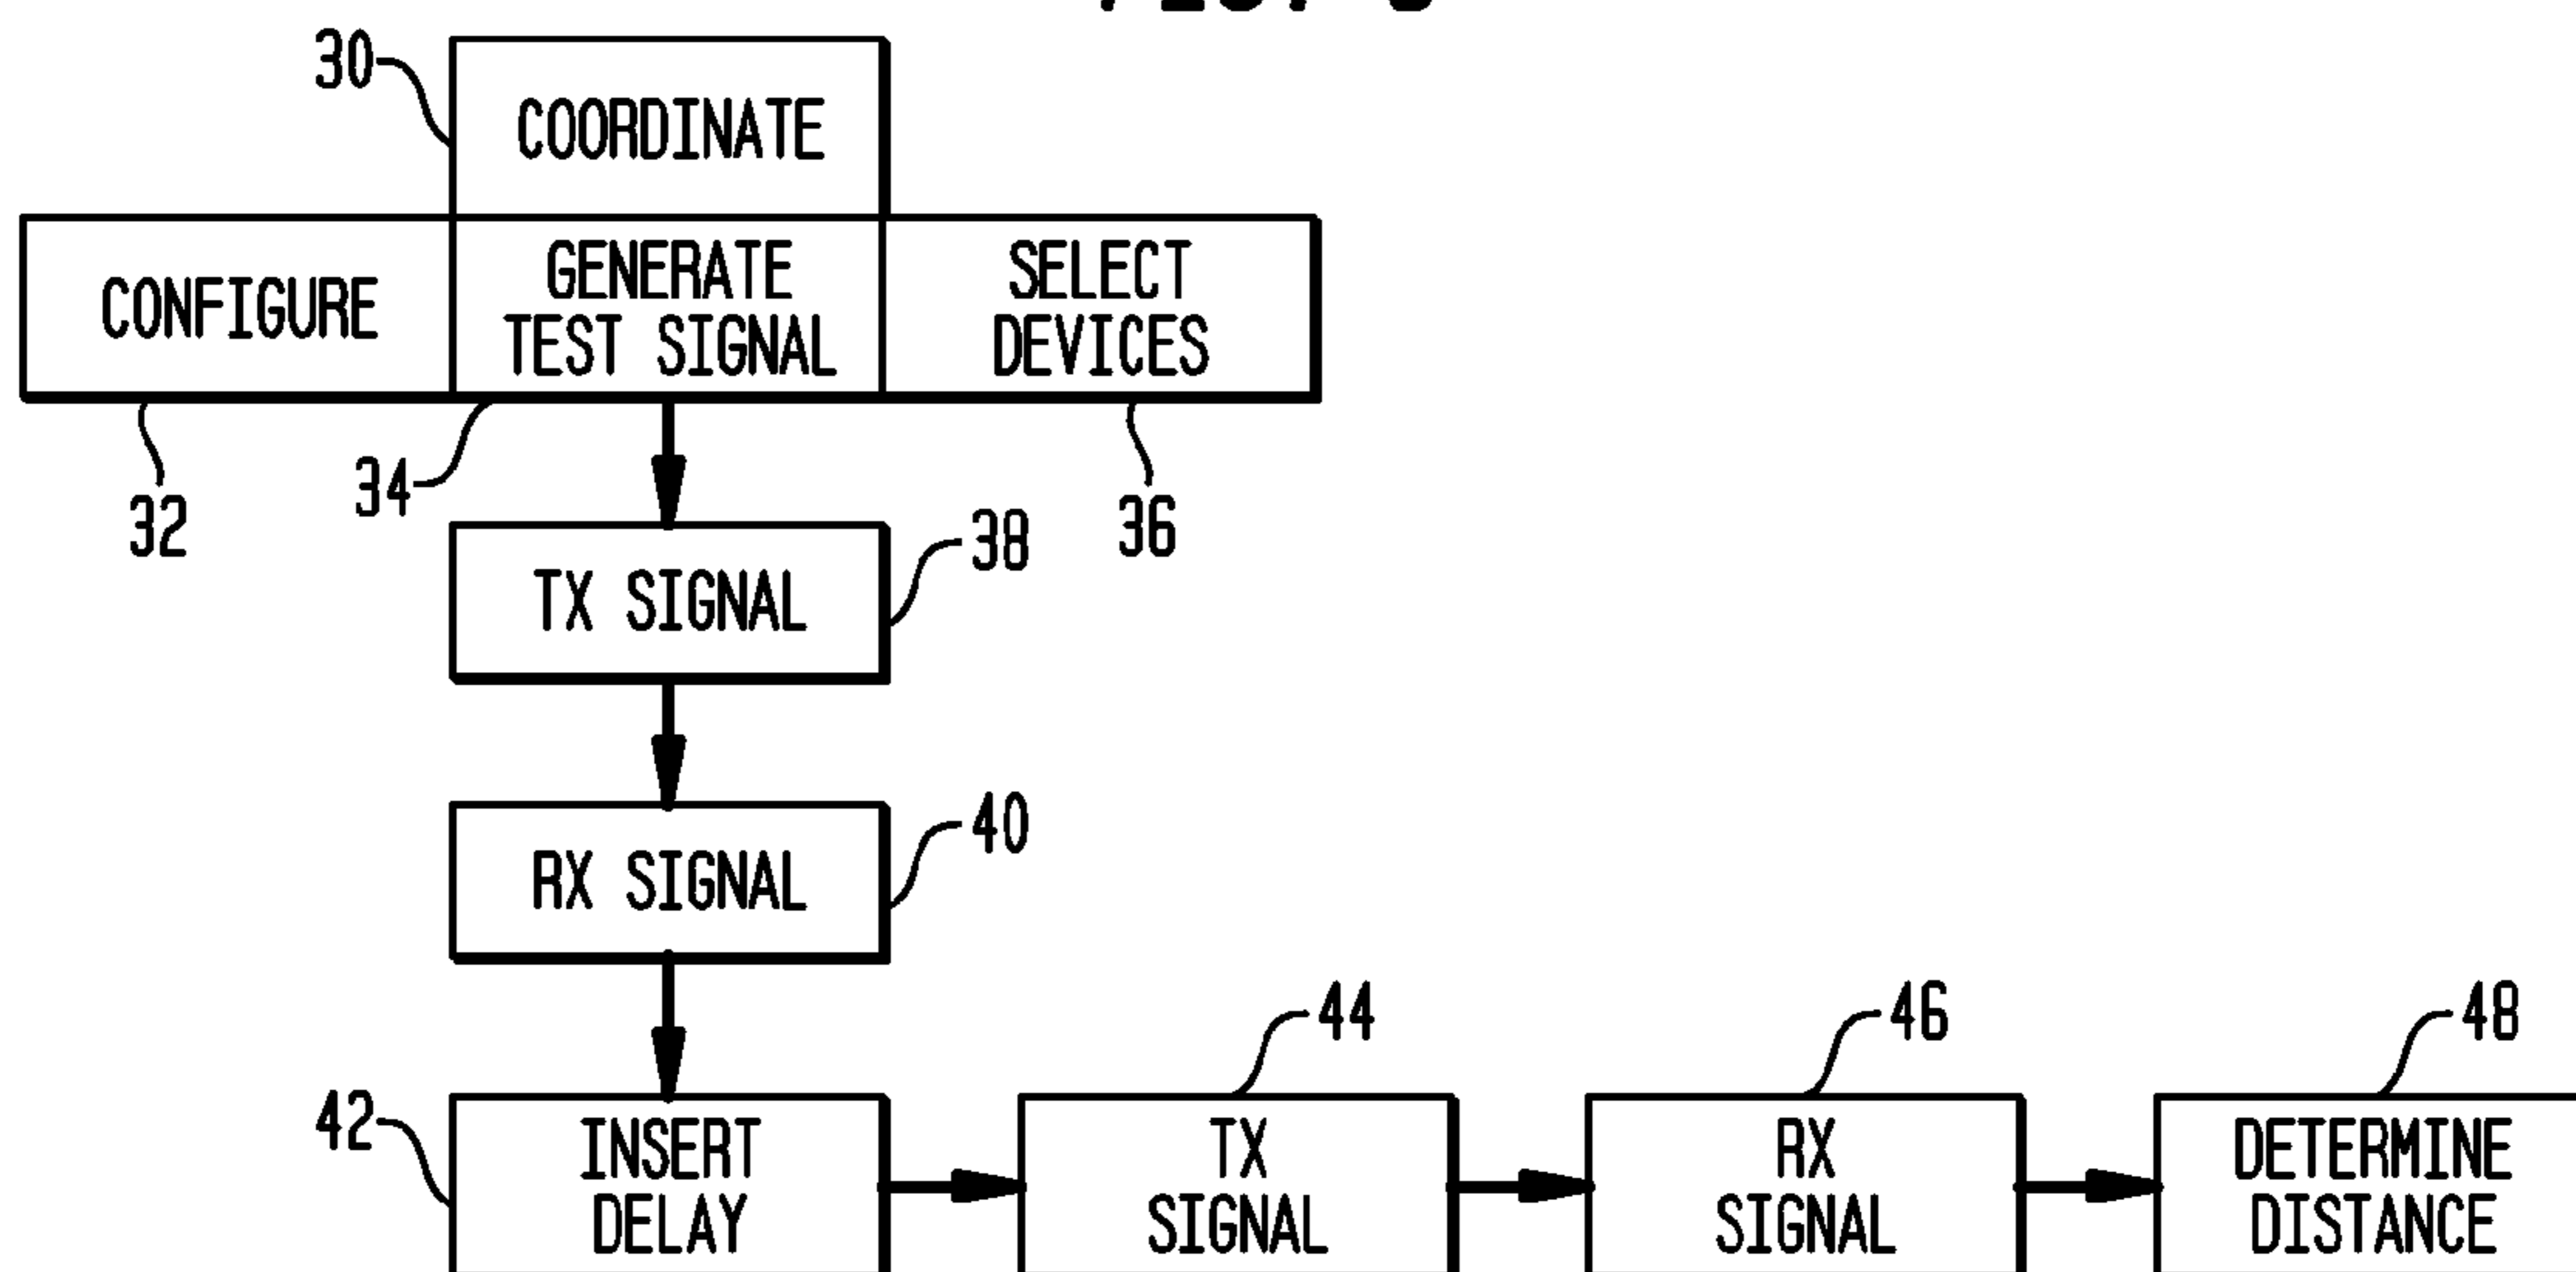 30
COORDINATE
CONFIGURE
GENERATE
TEST SIGNAL
SELECT
DEVICES
32
34
36
TX SIGNAL
38
RX SIGNAL
40
42
INSERT
DELAY
44
TX
SIGNAL
46
RX
SIGNAL
48
DETERMINE
DISTANCE